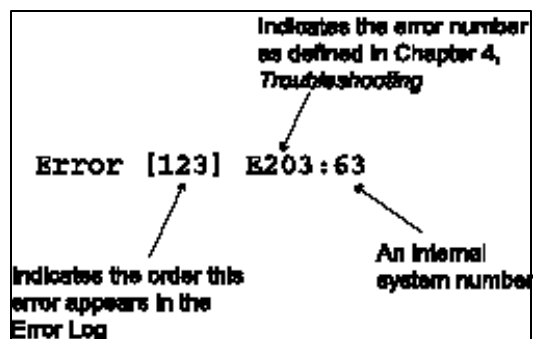 Indicates the error number
as defined in Chapter 4,
Troubleshooting
Error [123] E203:63
Indicates the order this
error appears in the
Error Log
An internal
system number